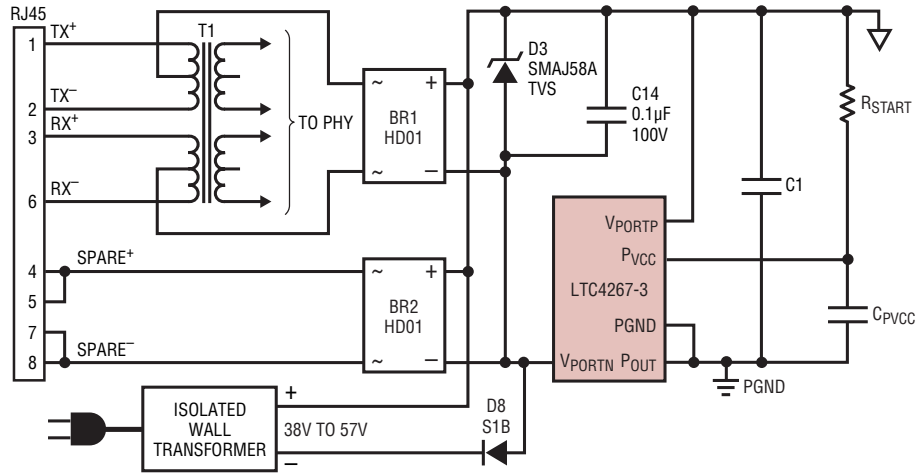 RJ45
1 TX+
T1
2 TX–
3 RX+
6 RX–
TO PHY
~ +
BR1
HD01
~ –
D3
SMAJ58A
TVS
C14
0.1µF
100V
RSTART
C1
VPORTP
PVCC
LTC4267-3
PGND
VPORTN POUT
CPVCC
PGND
4 SPARE+
5
7
8 SPARE–
~ +
BR2
HD01
~ –
ISOLATED
WALL
TRANSFORMER
+
38V TO 57V
–
D8
S1B